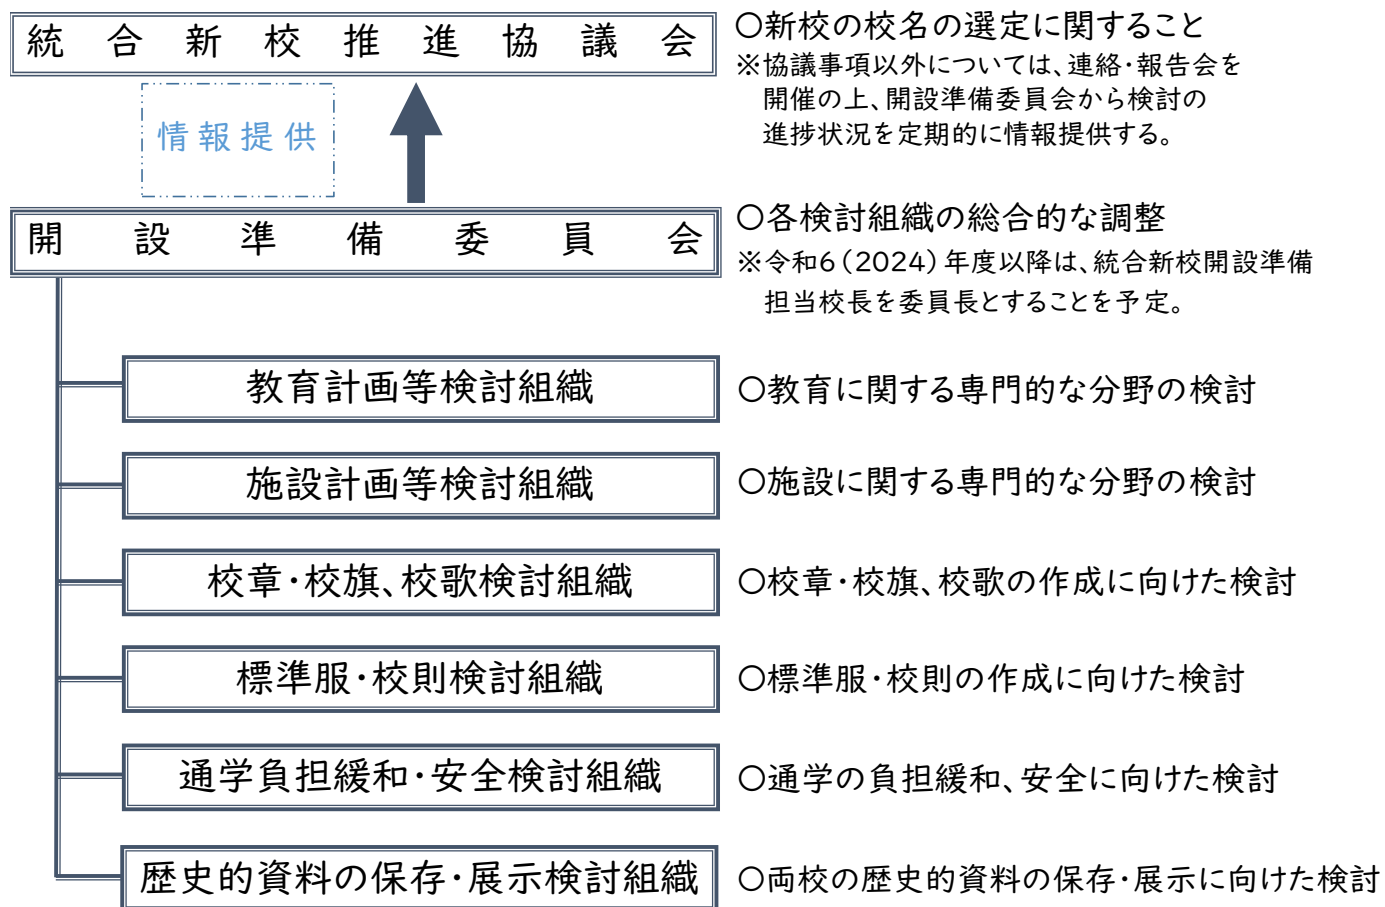 統合新校推進協議会
〇新校の校名の選定に関すること
※協議事項以外については、連絡・報告会を
開催の上、開設準備委員会から検討の
進捗状況を定期的に情報提供する。
情報提供
開設準備委員会
〇各検討組織の総合的な調整
※令和6(2024)年度以降は、統合新校開設準備
担当校長を委員長とすることを予定。
教育計画等検討組織
〇教育に関する専門的な分野の検討
施設計画等検討組織
〇施設に関する専門的な分野の検討
校章・校旗、校歌検討組織
〇校章・校旗、校歌の作成に向けた検討
標準服・校則検討組織
〇標準服・校則の作成に向けた検討
通学負担緩和・安全検討組織
〇通学の負担緩和、安全に向けた検討
歴史的資料の保存・展示検討組織
〇両校の歴史的資料の保存・展示に向けた検討